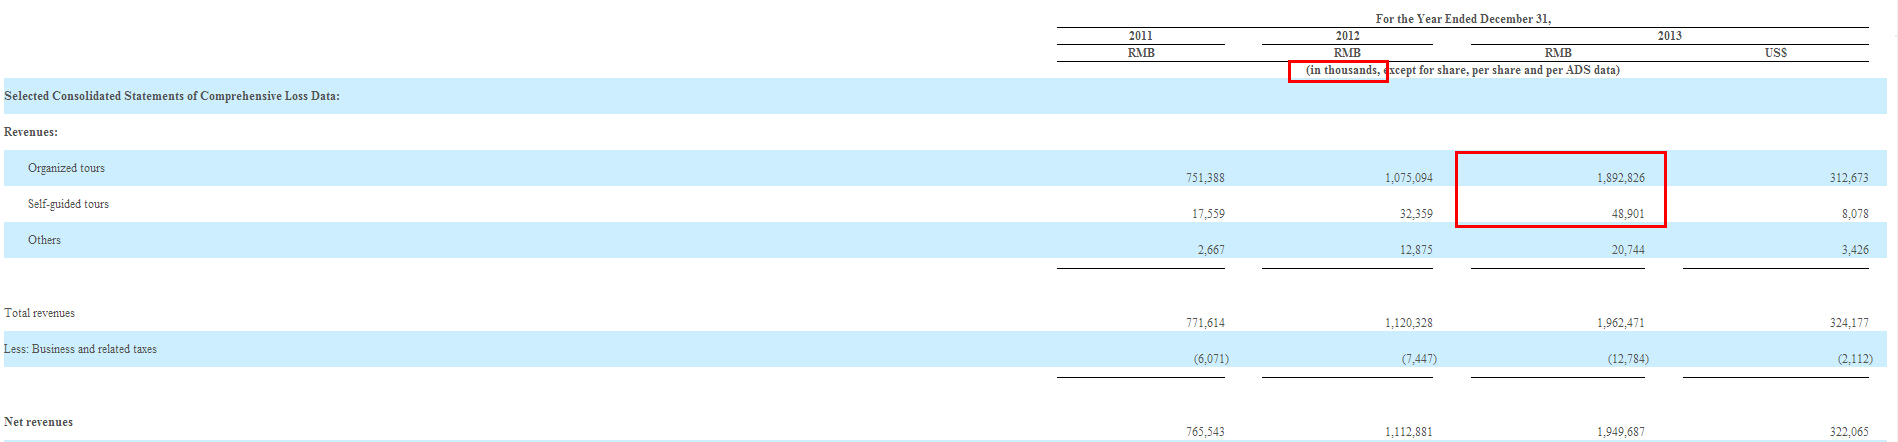 For the Year Ended December 31,
2011 2012 2013
RMB RMB RMB US$
(in thousands, except for share, per share and per ADS data)
Selected Consolidated Statements of Comprehensive Loss Data:
Revenues:
Organized tours 751,388 1,075,094 1,892,826 312,673
Self-guided tours 17,559 32,359 48,901 8,078
Others 2,667 12,875 20,744 3,426
Total revenues 771,614 1,120,328 1,962,471 324,177
Less: Business and related taxes (6,071) (7,447) (12,784) (2,112)
Net revenues 765,543 1,112,881 1,949,687 322,065